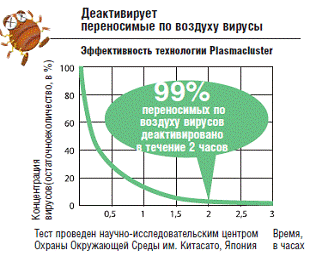 Деактивирует
переносимые по воздуху вирусы
Эффективность технологии Plasmacluster
Концентрация
вирусов(остаточноеколичество, в %)
100
80
60
40
20
0
99%
переносимых по
воздуху вирусов
деактивировано
в течение 2 часов
0,5
1
1,5
2
2,5
3
Тест проведен научно-исследовательским центром
Охраны Окружающей Среды им. Китасато, Япония
Время,
в часах